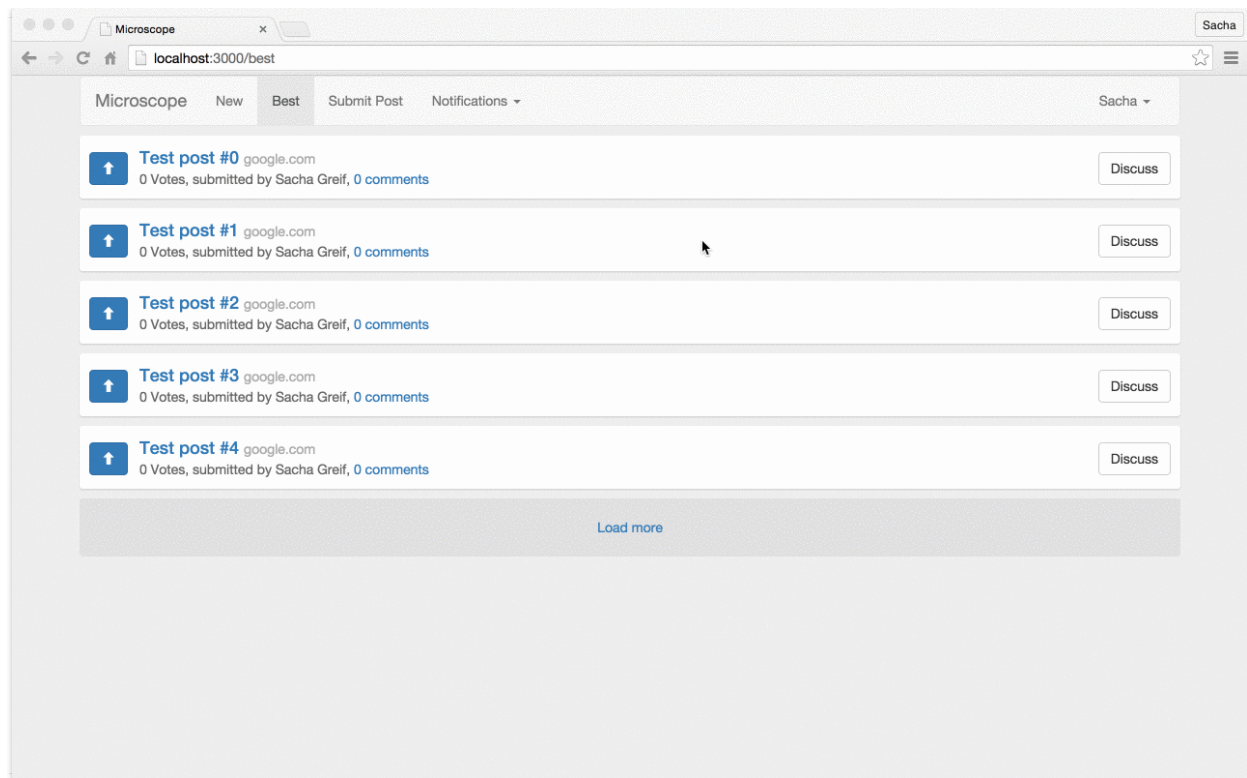 Microscope
Sacha
localhost:3000/best
Microscope New Best Submit Post Notifications Sacha
Test post #0 google.com
0 Votes, submitted by Sacha Greif, 0 comments
Discuss
Test post #1 google.com
0 Votes, submitted by Sacha Greif, 0 comments
Discuss
Test post #2 google.com
0 Votes, submitted by Sacha Greif, 0 comments
Discuss
Test post #3 google.com
0 Votes, submitted by Sacha Greif, 0 comments
Discuss
Test post #4 google.com
0 Votes, submitted by Sacha Greif, 0 comments
Discuss
Load more